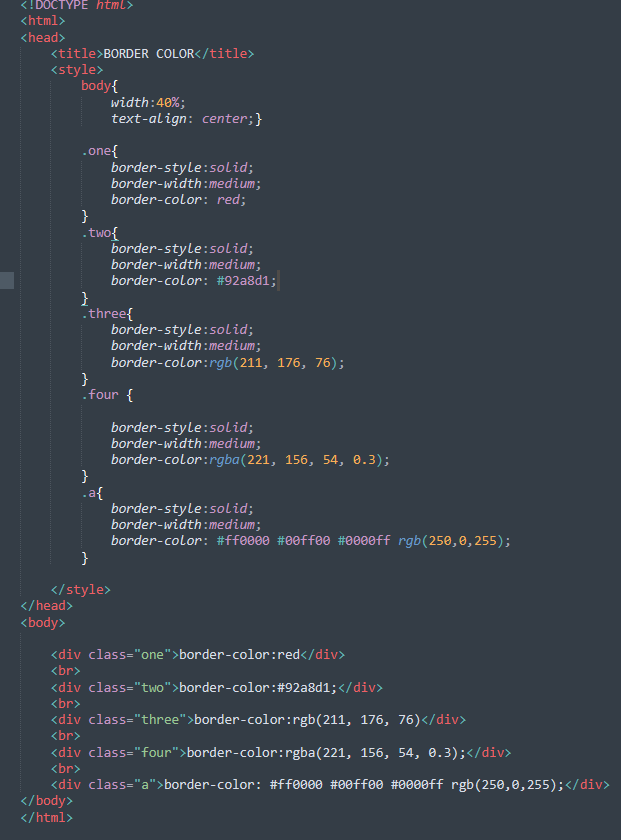 <!DOCTYPE html>
<html>
<head>
    <title>BORDER COLOR</title>
    <style>
        body{
            width:40%;
            text-align: center;}
        .one{
            border-style:solid;
            border-width:medium;
            border-color: red;
        }
        .two{
            border-style:solid;
            border-width:medium;
            border-color: #92a8d1;
        }
        .three{
            border-style:solid;
            border-width:medium;
            border-color:rgb(211, 176, 76);
        }
        .four {
            border-style:solid;
            border-width:medium;
            border-color:rgba(221, 156, 54, 0.3);
        }
        .a{
            border-style:solid;
            border-width:medium;
            border-color: #ff0000 #00ff00 #0000ff rgb(250,0,255);
        }
    </style>
</head>
<body>
    <div class="one">border-color:red</div>
    <br>
    <div class="two">border-color:#92a8d1;</div>
    <br>
    <div class="three">border-color:rgb(211, 176, 76)</div>
    <br>
    <div class="four">border-color:rgba(221, 156, 54, 0.3);</div>
    <br>
    <div class="a">border-color: #ff0000 #00ff00 #0000ff rgb(250,0,255);</div>
</body>
</html>